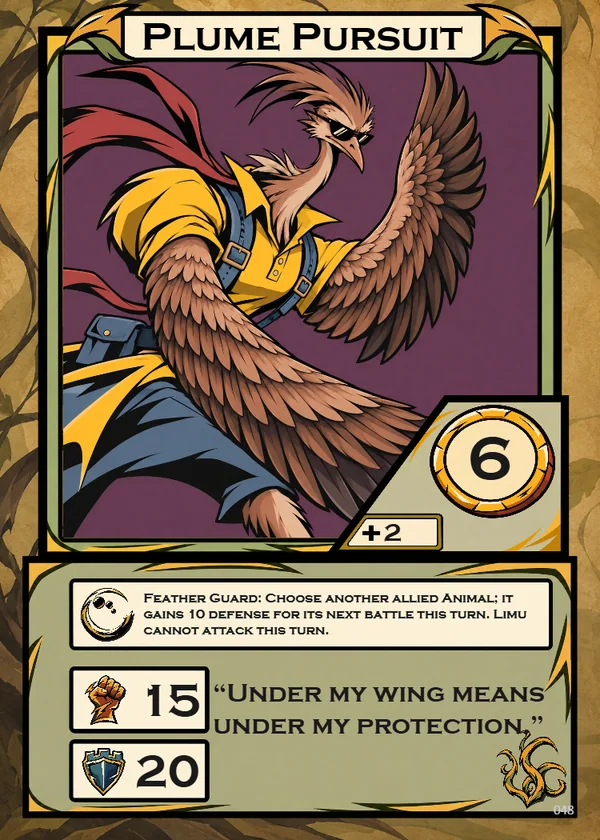 Plume Pursuit
6
+2
Feather Guard: Choose another allied Animal; it
gains 10 defense for its next battle this turn. Limu
cannot attack this turn.
15
“Under my wing means
under my protection.”
20
048